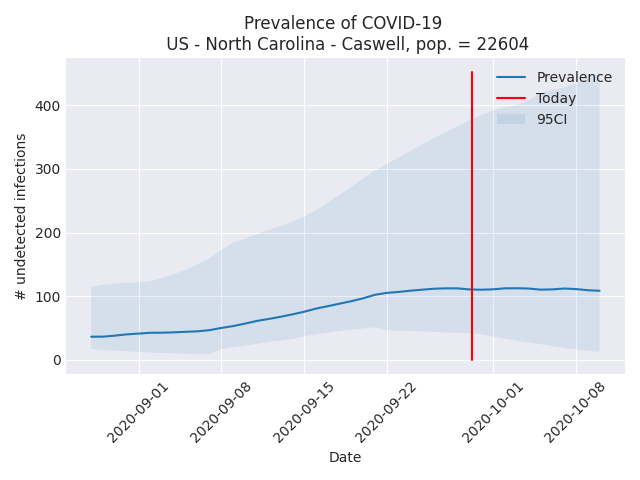 Prevalence of COVID-19
US - North Carolina - Caswell, pop. = 22604
Prevalence
Today
95CI
# undetected infections
400
300
200
100
0
2020-09-01
2020-09-08
2020-09-15
2020-09-22
2020-10-01
2020-10-08
Date